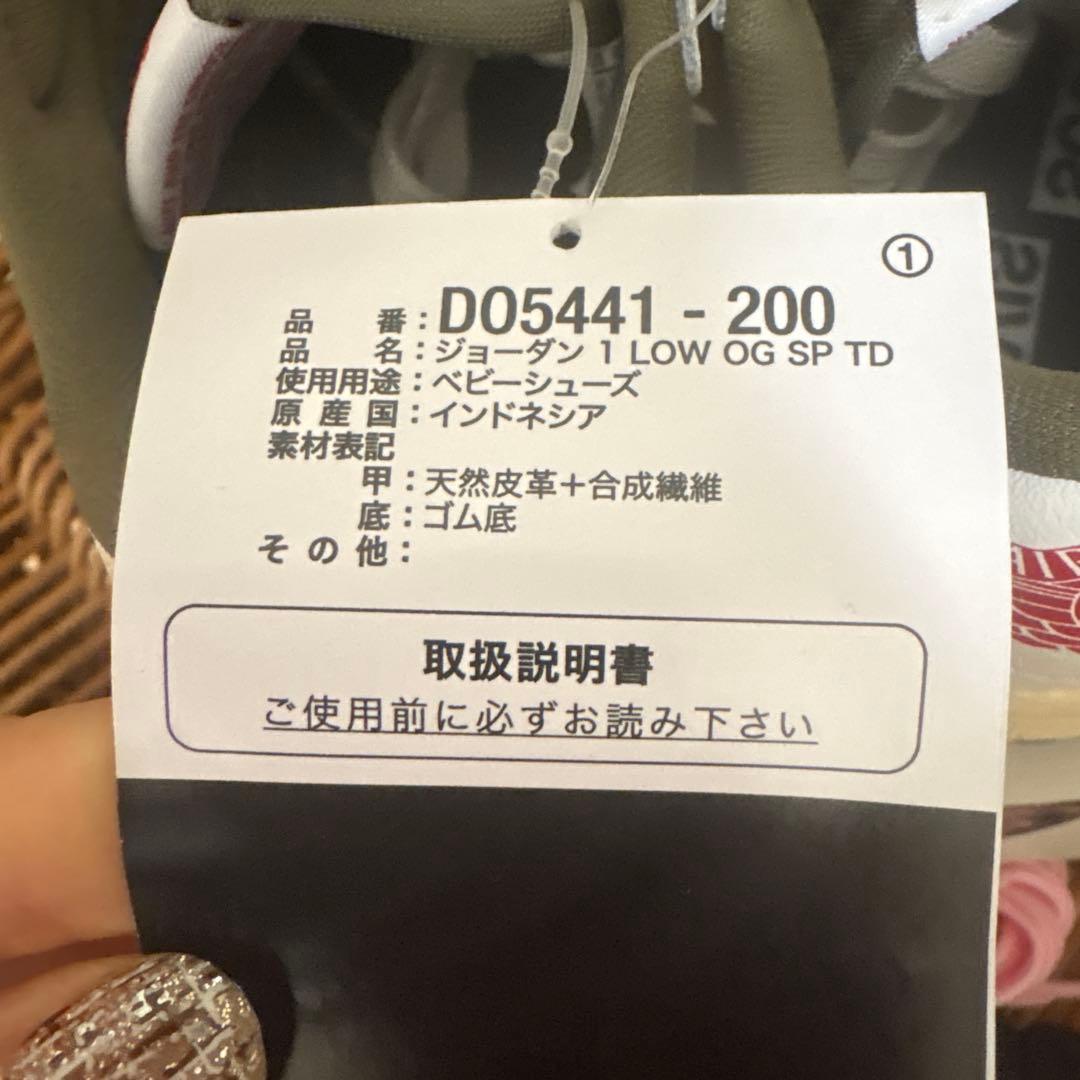 ①
品番：DO5441 - 200
品名：ジョーダン 1 LOW OG SP TD
使用用途：ベビーシューズ
原産国：インドネシア
素材表記
甲：天然皮革＋合成繊維
底：ゴム底
その他：
取扱説明書
ご使用前に必ずお読み下さい